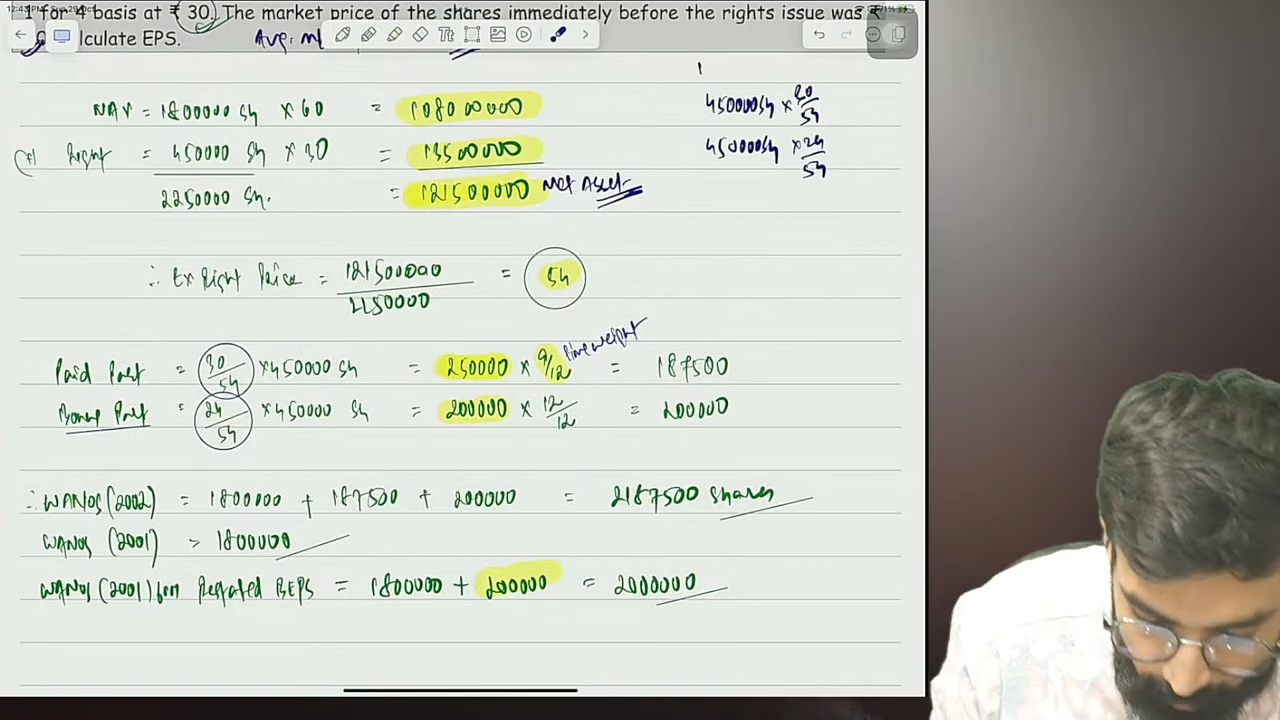 1 for 4 basis at ₹ 30. The market price of the shares immediately before the rights issue was ₹
lculate EPS.
NAV = 1800000 Sh × 60 = 108000000
(+) Right = 450000 Sh × 30 = 13500000
2250000 Sh. = 121500000 Net Asset
450000Sh × 30/54
450000Sh × 24/54
∴ Ex Right Price = 121500000 / 2250000 = 54
Paid Part = 30/54 × 450000 Sh = 250000 × 9/12 Time weight = 187500
Bonus Part = 24/54 × 450000 Sh = 200000 × 12/12 = 200000
∴ WANOS (2002) = 1800000 + 187500 + 200000 = 2187500 Shares
WANOS (2001) = 1800000
WANOS (2001) for Restated BEPS = 1800000 + 200000 = 2000000